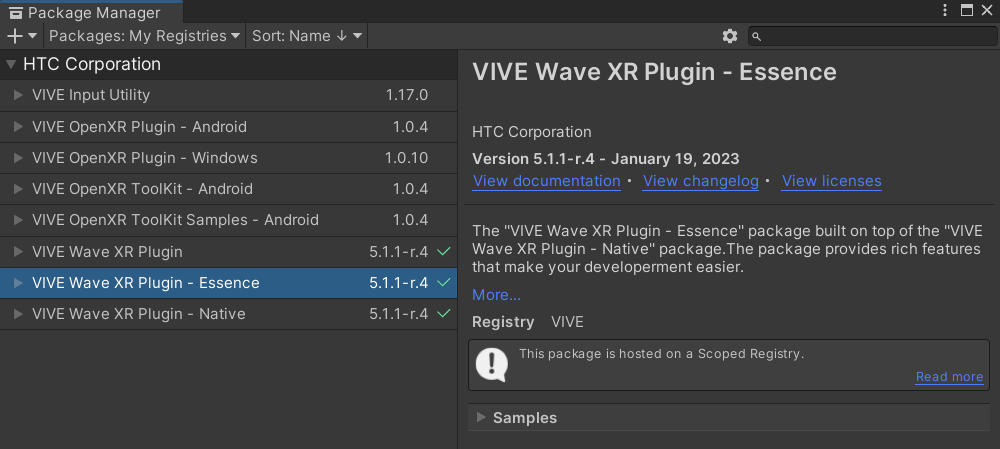 Package Manager
Packages: My Registries
Sort: Name ↓
HTC Corporation
VIVE Input Utility 1.17.0
VIVE OpenXR Plugin - Android 1.0.4
VIVE OpenXR Plugin - Windows 1.0.10
VIVE OpenXR ToolKit - Android 1.0.4
VIVE OpenXR ToolKit Samples - Android 1.0.4
VIVE Wave XR Plugin 5.1.1-r.4
VIVE Wave XR Plugin - Essence 5.1.1-r.4
VIVE Wave XR Plugin - Native 5.1.1-r.4
VIVE Wave XR Plugin - Essence
HTC Corporation
Version 5.1.1-r.4 - January 19, 2023
View documentation • View changelog • View licenses
The "VIVE Wave XR Plugin - Essence" package built on top of the "VIVE
Wave XR Plugin - Native" package.The package provides rich features
that make your developerment easier.
More...
Registry VIVE
This package is hosted on a Scoped Registry.
Read more
Samples